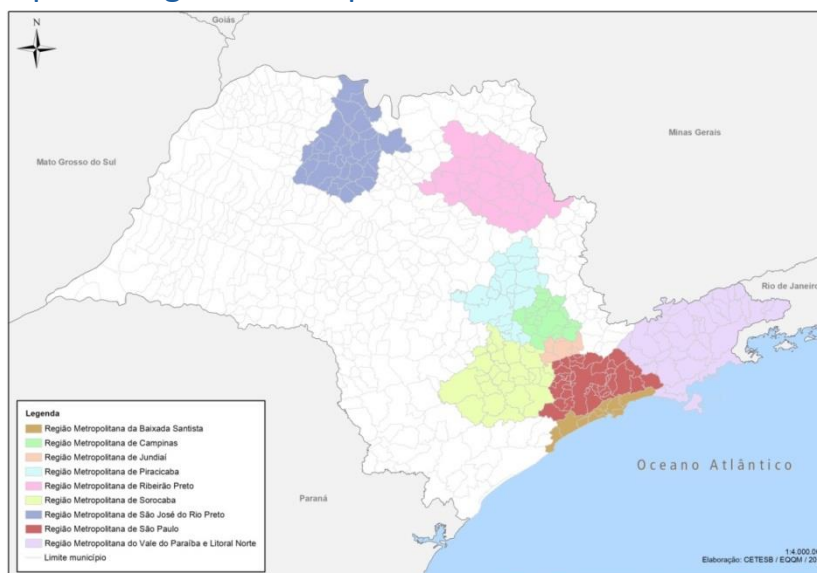 N
Goiás
Minas Gerais
Mato Grosso do Sul
Rio de Janeiro
Legenda
Região Metropolitana da Baixada Santista
Região Metropolitana de Campinas
Região Metropolitana de Jundiaí
Região Metropolitana de Piracicaba
Região Metropolitana de Ribeirão Preto
Região Metropolitana de Sorocaba
Região Metropolitana de São José do Rio Preto
Região Metropolitana de São Paulo
Região Metropolitana do Vale do Paraíba e Litoral Norte
Limite município
Paraná
Oceano Atlântico
Elaboração: CETESB / EQQM /